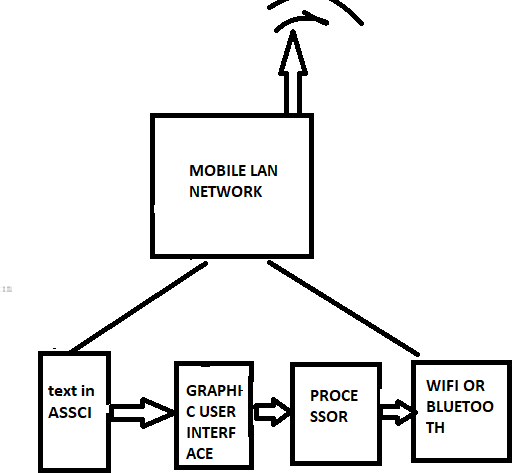 MOBILE LAN
NETWORK
text in
ASSCI
GRAPHI
C USER
INTERF
ACE
PROCE
SSOR
WIFI OR
BLUETOO
TH